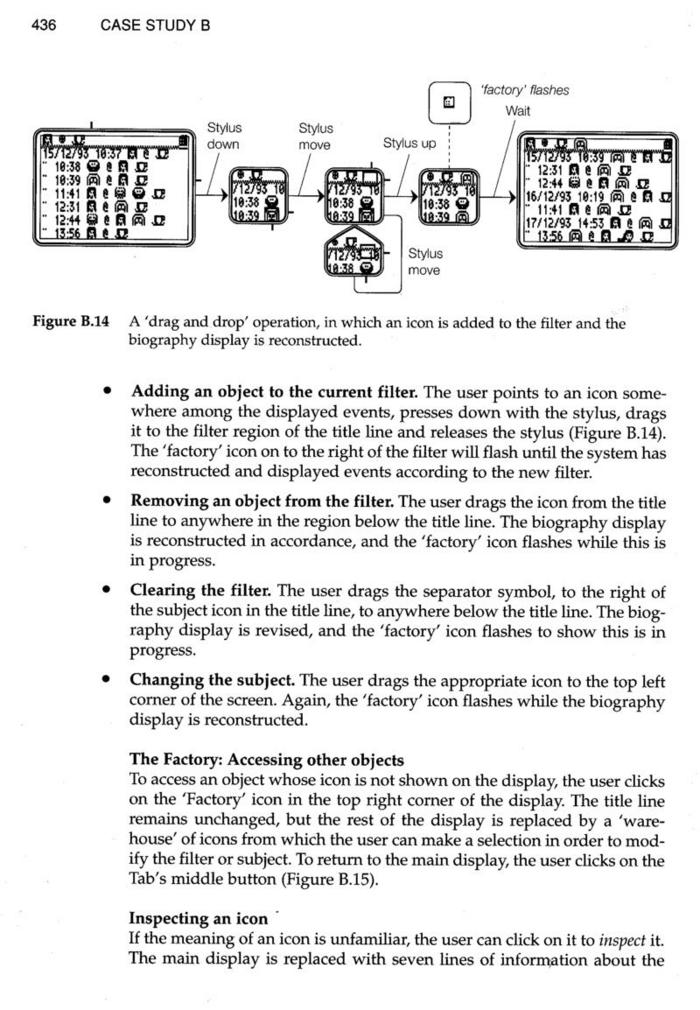 436 CASE STUDY B
'factory' flashes
Wait
Stylus
down
Stylus
move
Stylus up
15/12/93 10:37
10:38
10:39
11:41
12:31
12:44
13:56
/12/93 10
10:38
10:39
/12/93 10
10:38
10:39
/12/93 10
10:38
10:39
15/12/93 10:39
12:31
12:44
16/12/93 10:19
11:41
17/12/93 14:53
13:56
/12/93
10:38
Stylus
move
Figure B.14 A 'drag and drop' operation, in which an icon is added to the filter and the
biography display is reconstructed.
• Adding an object to the current filter. The user points to an icon some-
where among the displayed events, presses down with the stylus, drags
it to the filter region of the title line and releases the stylus (Figure B.14).
The 'factory' icon on to the right of the filter will flash until the system has
reconstructed and displayed events according to the new filter.
• Removing an object from the filter. The user drags the icon from the title
line to anywhere in the region below the title line. The biography display
is reconstructed in accordance, and the 'factory' icon flashes while this is
in progress.
• Clearing the filter. The user drags the separator symbol, to the right of
the subject icon in the title line, to anywhere below the title line. The biog-
raphy display is revised, and the 'factory' icon flashes to show this is in
progress.
• Changing the subject. The user drags the appropriate icon to the top left
corner of the screen. Again, the 'factory' icon flashes while the biography
display is reconstructed.
The Factory: Accessing other objects
To access an object whose icon is not shown on the display, the user clicks
on the 'Factory' icon in the top right corner of the display. The title line
remains unchanged, but the rest of the display is replaced by a 'ware-
house' of icons from which the user can make a selection in order to mod-
ify the filter or subject. To return to the main display, the user clicks on the
Tab's middle button (Figure B.15).
Inspecting an icon
If the meaning of an icon is unfamiliar, the user can click on it to inspect it.
The main display is replaced with seven lines of information about the